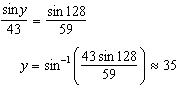 sin y / 43 = sin 128 / 59
y = sin⁻¹(43 sin 128 / 59) ≈ 35